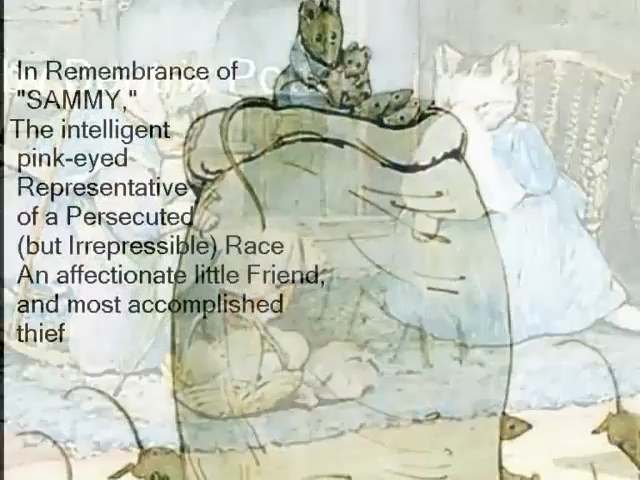 In Remembrance of
"SAMMY,"
The intelligent
pink-eyed
Representative
of a Persecuted
(but Irrepressible) Race
An affectionate little Friend,
and most accomplished
thief